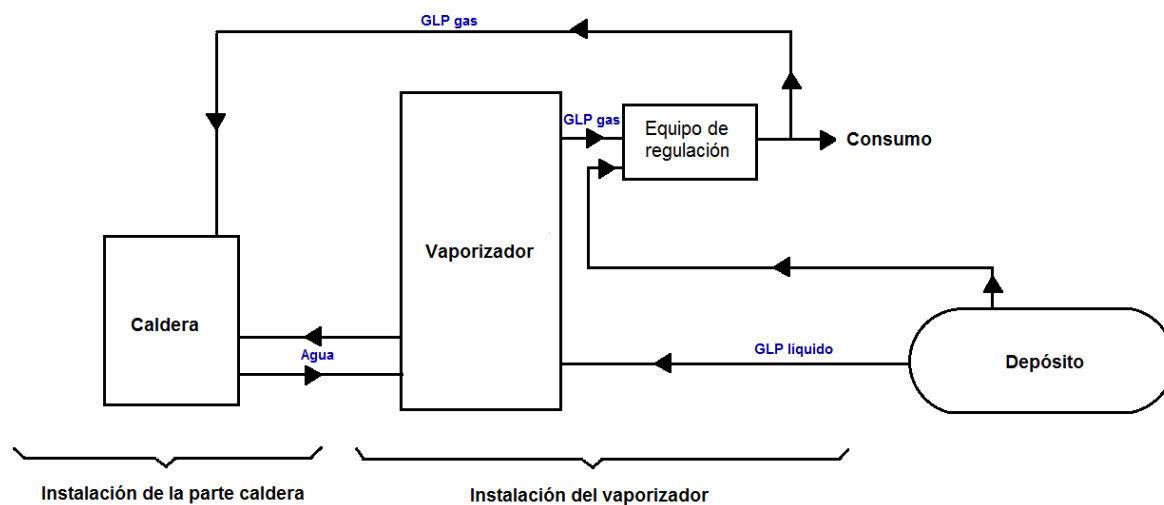 GLP gas
GLP gas
Equipo de
regulación
Consumo
Vaporizador
Caldera
Agua
GLP líquido
Depósito
Instalación de la parte caldera
Instalación del vaporizador